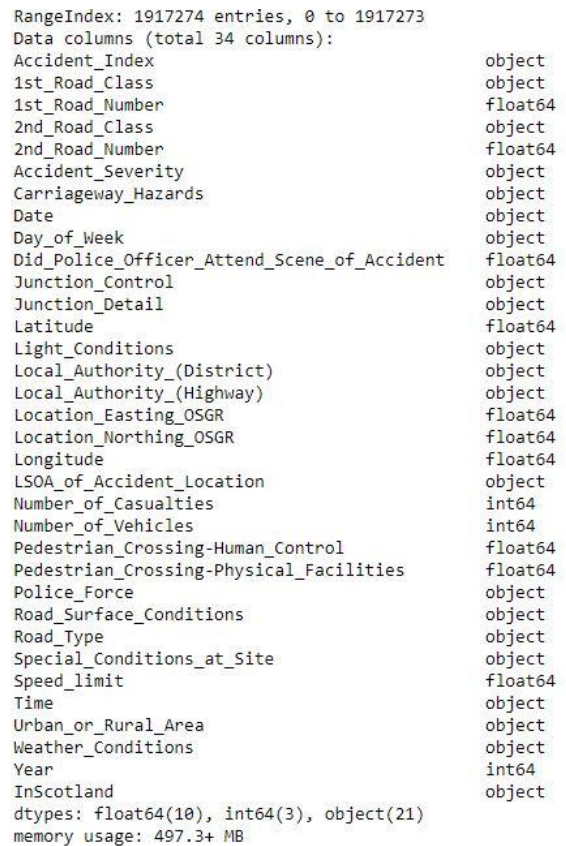 RangeIndex: 1917274 entries, 0 to 1917273
Data columns (total 34 columns):
Accident_Index object
1st_Road_Class object
1st_Road_Number float64
2nd_Road_Class object
2nd_Road_Number float64
Accident_Severity object
Carriageway_Hazards object
Date object
Day_of_Week object
Did_Police_Officer_Attend_Scene_of_Accident float64
Junction_Control object
Junction_Detail object
Latitude float64
Light_Conditions object
Local_Authority_(District) object
Local_Authority_(Highway) object
Location_Easting_OSGR float64
Location_Northing_OSGR float64
Longitude float64
LSOA_of_Accident_Location object
Number_of_Casualties int64
Number_of_Vehicles int64
Pedestrian_Crossing-Human_Control float64
Pedestrian_Crossing-Physical_Facilities float64
Police_Force object
Road_Surface_Conditions object
Road_Type object
Special_Conditions_at_Site object
Speed_limit float64
Time object
Urban_or_Rural_Area object
Weather_Conditions object
Year int64
InScotland object
dtypes: float64(10), int64(3), object(21)
memory usage: 497.3+ MB